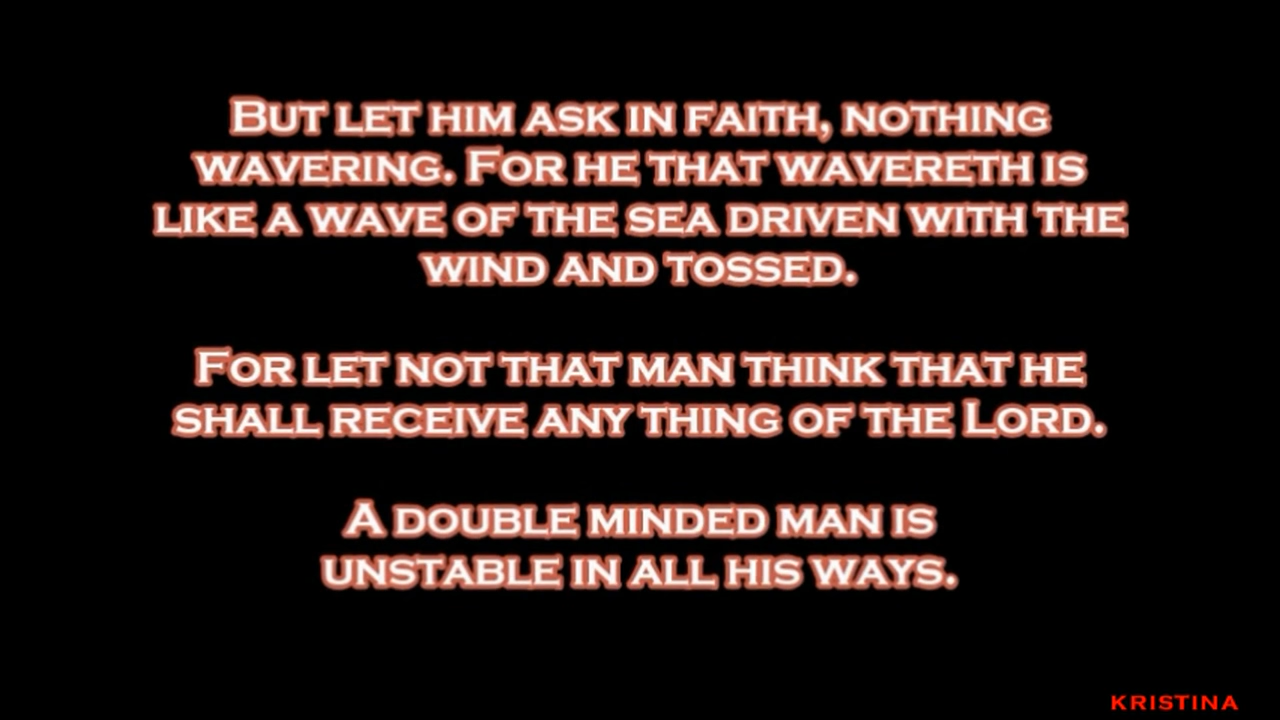 But let him ask in faith, nothing
wavering. For he that wavereth is
like a wave of the sea driven with the
wind and tossed.
For let not that man think that he
shall receive any thing of the Lord.
A double minded man is
unstable in all his ways.
KRISTINA